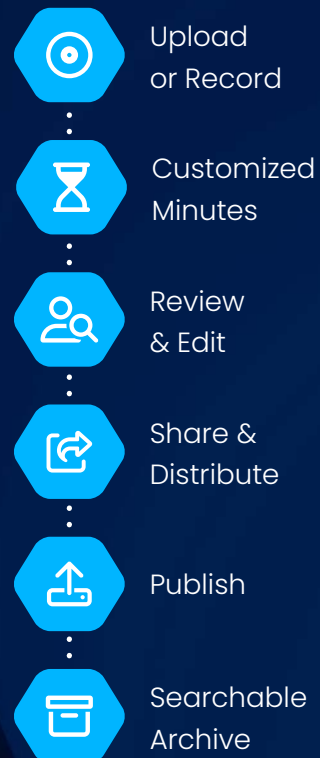 Upload
or Record
Customized
Minutes
Review
& Edit
Share &
Distribute
Publish
Searchable
Archive